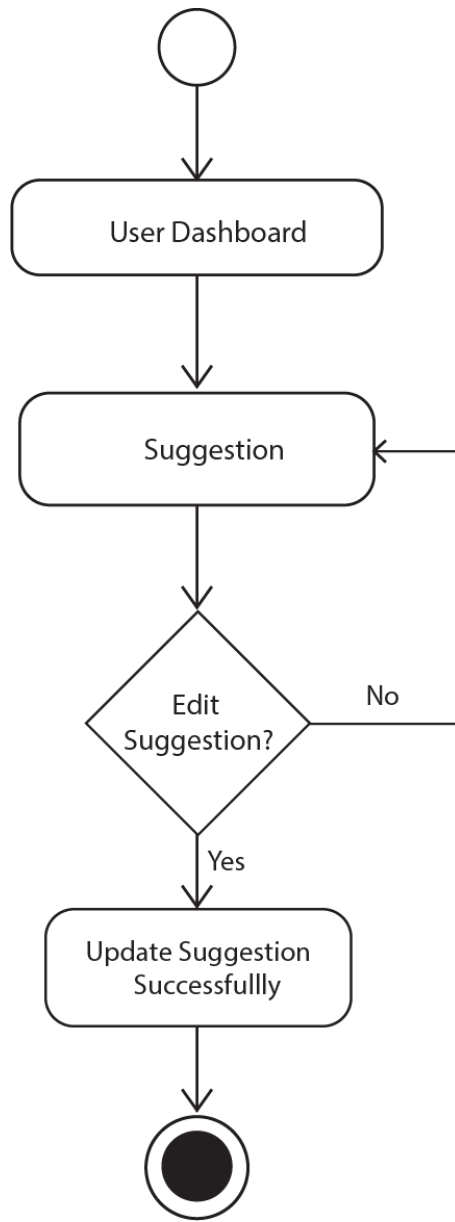 User Dashboard
Suggestion
Edit
Suggestion?
No
Yes
Update Suggestion
Successfullly